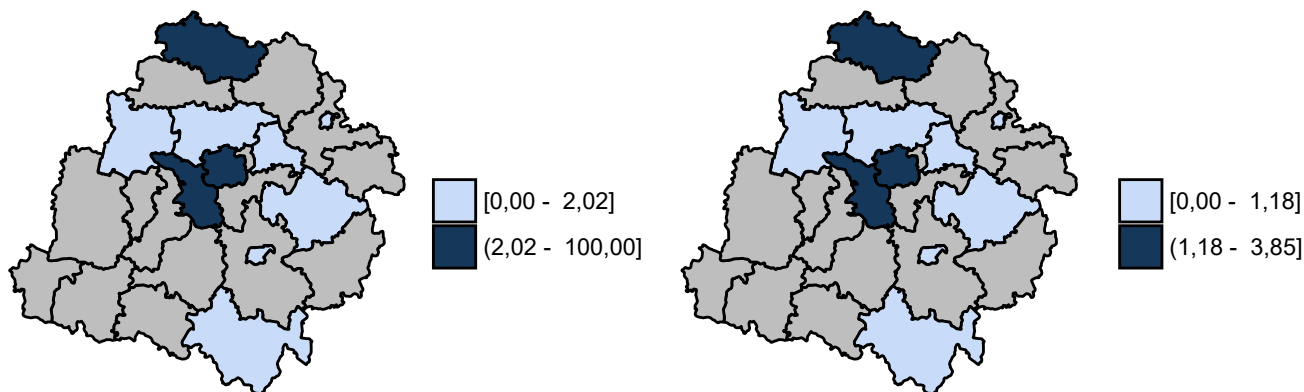 [0,00 - 2,02]
(2,02 - 100,00]
[0,00 - 1,18]
(1,18 - 3,85]